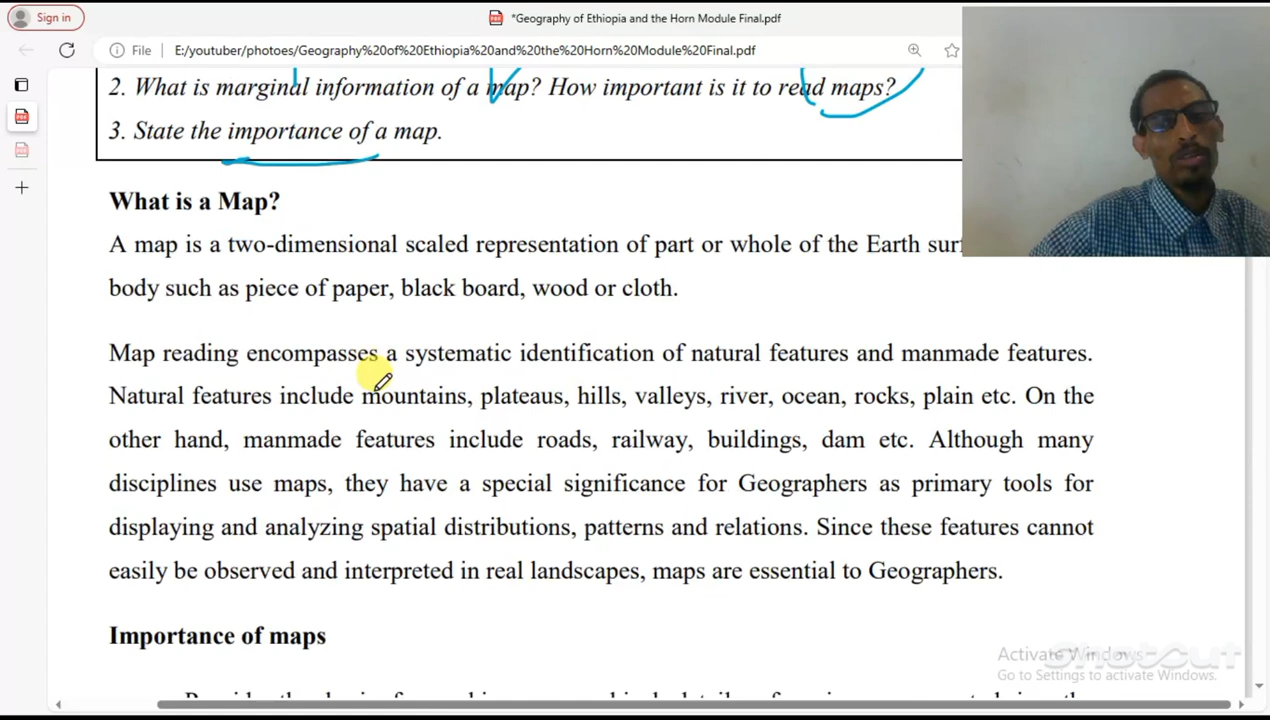 Sign in
*Geography of Ethiopia and the Horn Module Final.pdf
File E:/youtuber/photoes/Geography%20of%20Ethiopia%20and%20the%20Horn%20Module%20Final.pdf
2. What is marginal information of a map? How important is it to read maps?
3. State the importance of a map.
What is a Map?
A map is a two-dimensional scaled representation of part or whole of the Earth
body such as piece of paper, black board, wood or cloth.
Map reading encompasses a systematic identification of natural features and manmade features.
Natural features include mountains, plateaus, hills, valleys, river, ocean, rocks, plain etc. On the
other hand, manmade features include roads, railway, buildings, dam etc. Although many
disciplines use maps, they have a special significance for Geographers as primary tools for
displaying and analyzing spatial distributions, patterns and relations. Since these features cannot
easily be observed and interpreted in real landscapes, maps are essential to Geographers.
Importance of maps
Activate Windows
Go to Settings to activate Windows.